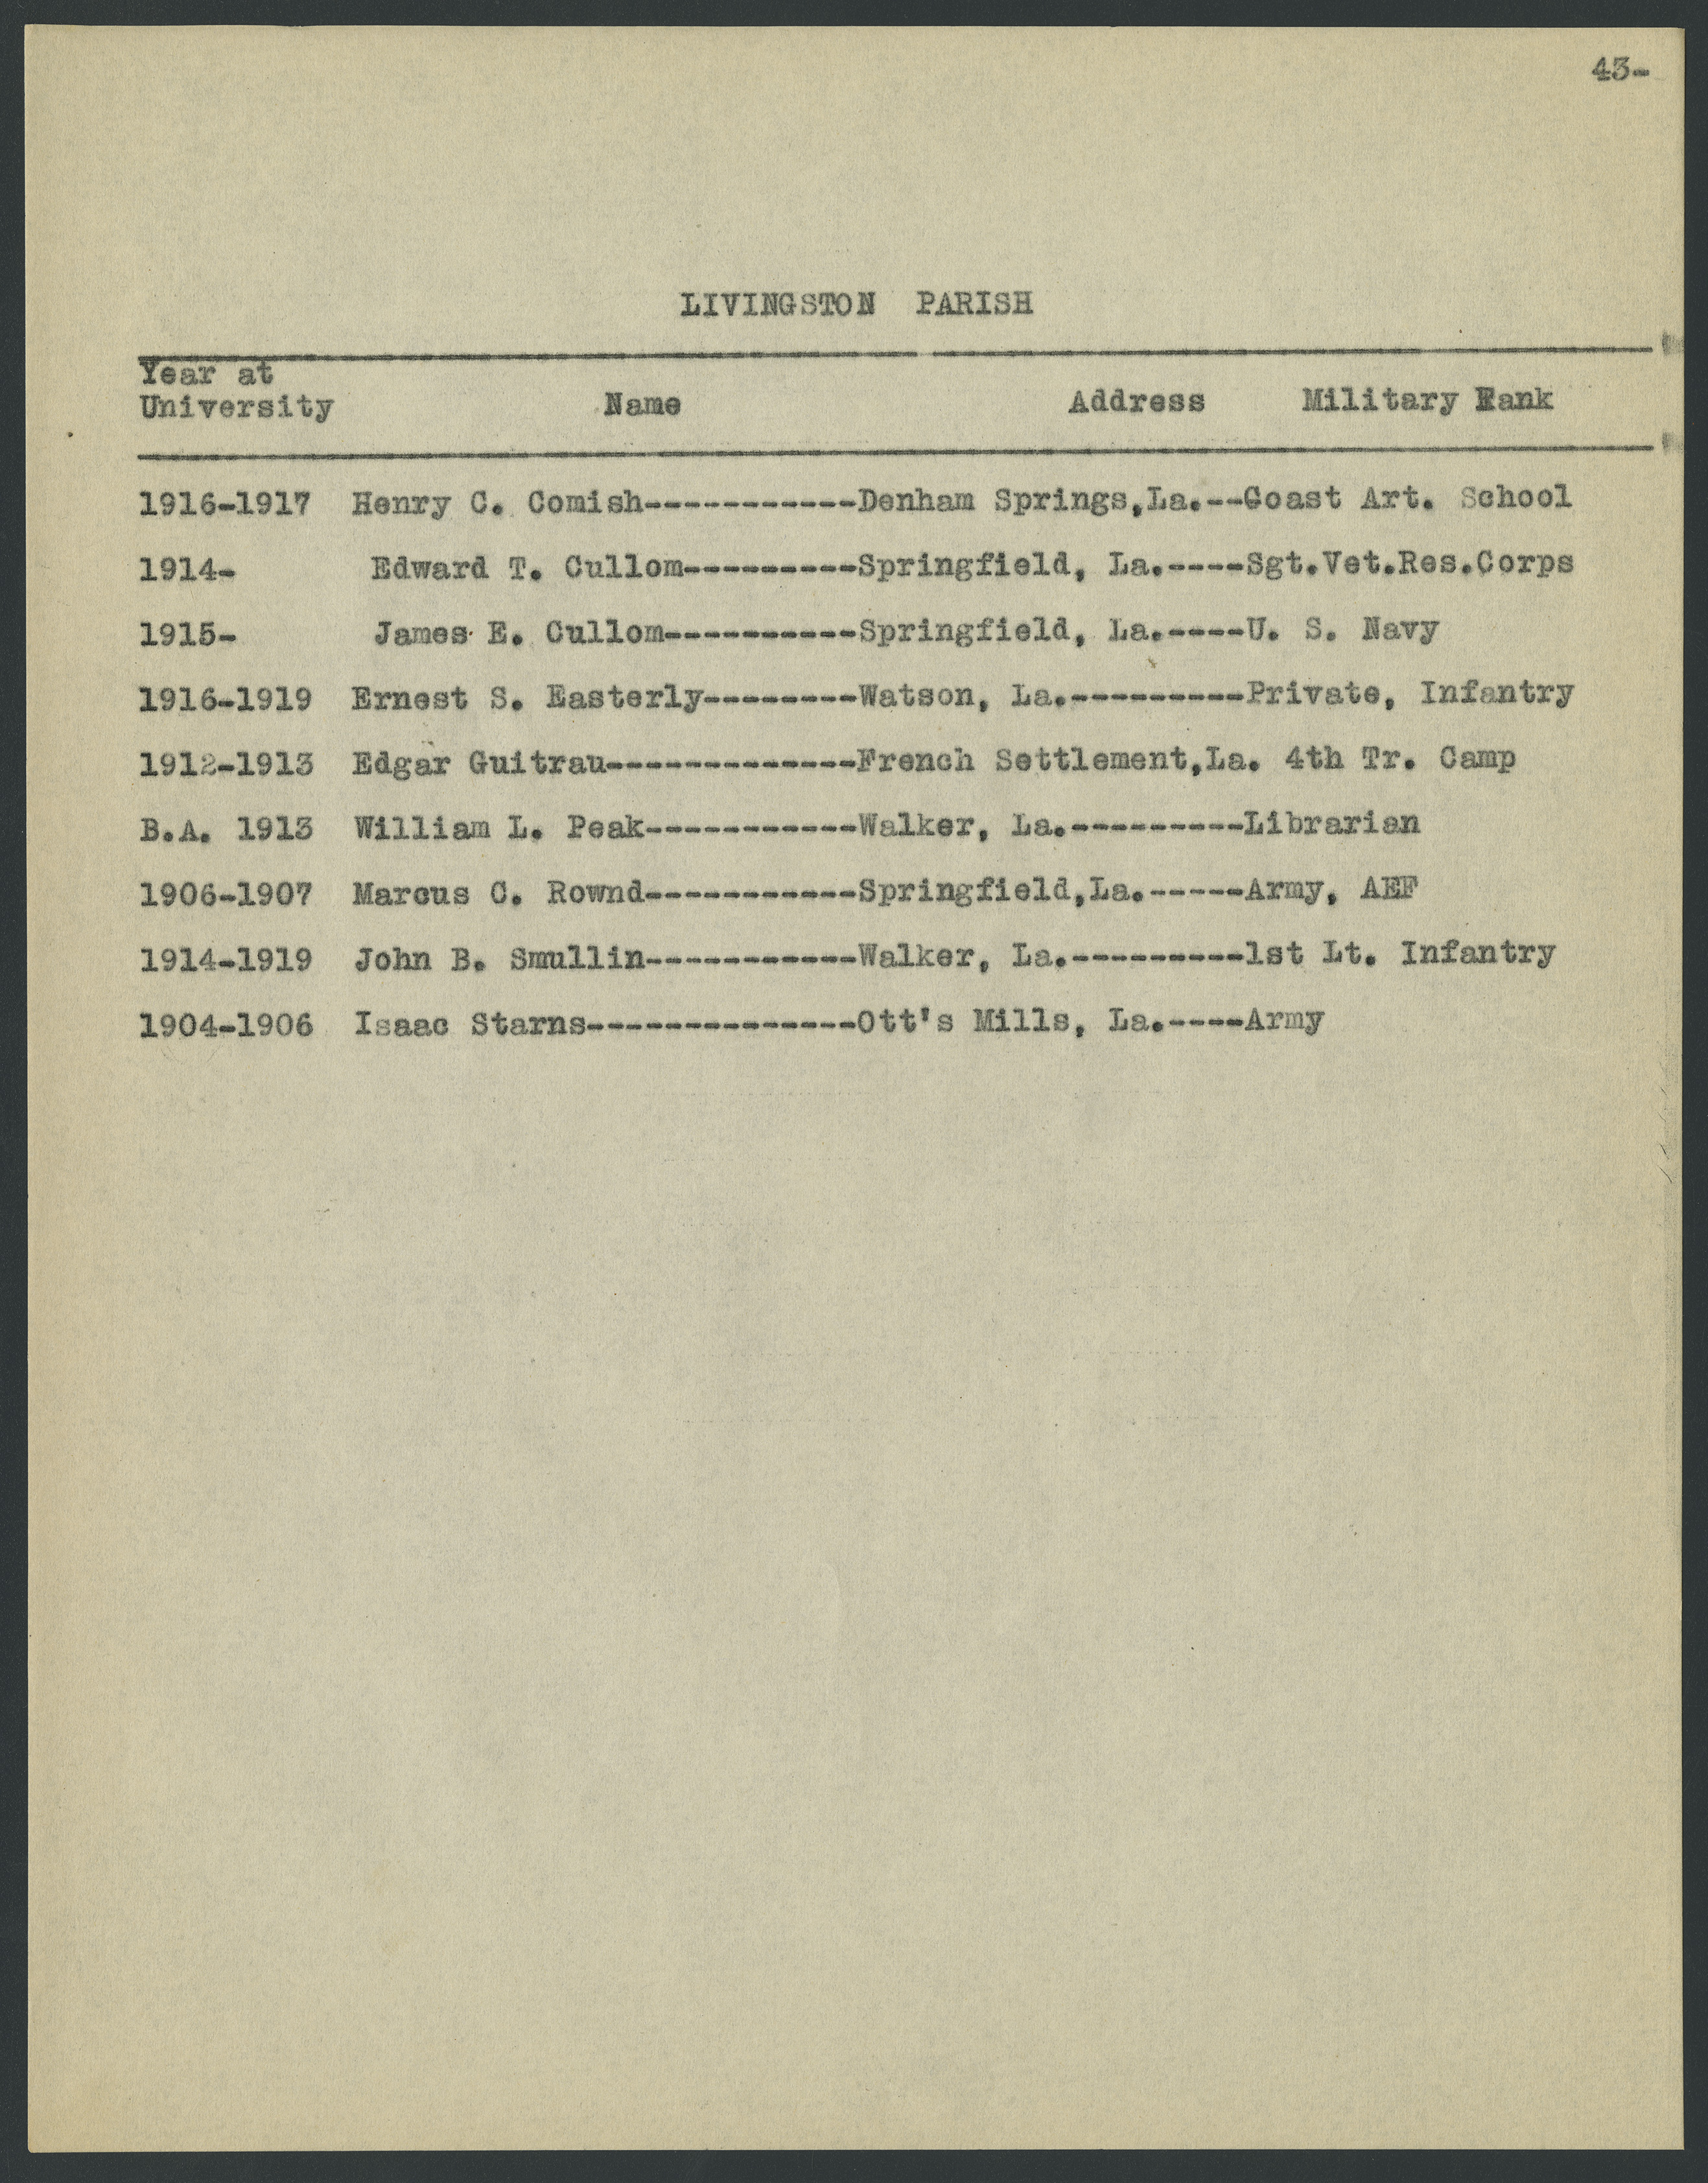 43-
LIVINGSTON PARISH
Year at
University Name Address Military Rank
1916-1917 Henry C. Comish-----------Denham Springs,La.--Coast Art. School
1914- Edward T. Cullom---------Springfield, La.----Sgt.Vet.Res.Corps
1915- James E. Cullom----------Springfield, La.----U. S. Navy
1916-1919 Ernest S. Easterly--------Watson, La.---------Private, Infantry
1912-1913 Edgar Guitrau-------------French Settlement,La. 4th Tr. Camp
B.A. 1913 William L. Peak-----------Walker, La.---------Librarian
1906-1907 Marcus C. Rownd-----------Springfield,La.-----Army, AEF
1914-1919 John B. Smullin-----------Walker, La.---------1st Lt. Infantry
1904-1906 Isaac Starns--------------Ott's Mills, La.----Army